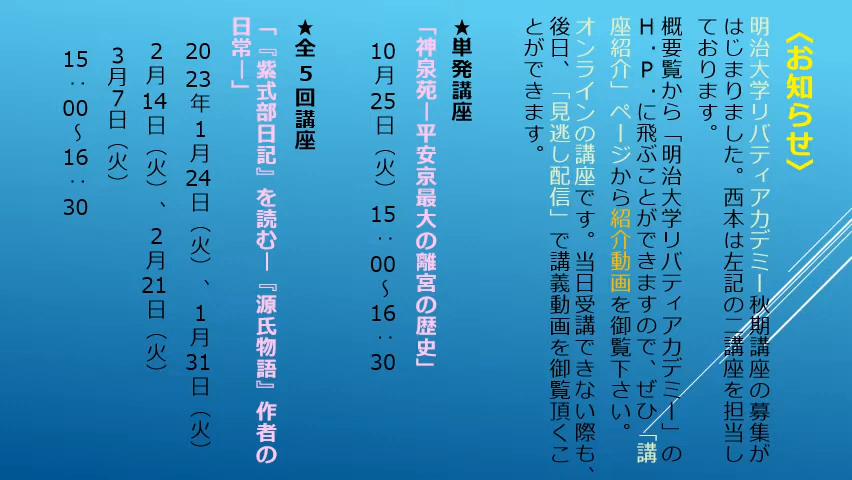 〈お知らせ〉
明治大学リバティアカデミー秋期講座の募集が
はじまりました。西本は左記の二講座を担当し
ております。
概要覧から「明治大学リバティアカデミー」の
H・P・に飛ぶことができますので、ぜひ「講
座紹介」ページから紹介動画を御覧下さい。
オンラインの講座です。当日受講できない際も、
後日、「見逃し配信」で講義動画を御覧頂くこ
とができます。
★単発講座
「神泉苑―平安京最大の離宮の歴史」
10月25日（火）15：00～16：30
★全5回講座
「『紫式部日記』を読む―『源氏物語』作者の
日常―」
2023年1月24日（火）、1月31日（火）
2月14日（火）、2月21日（火）
3月7日（火）
15：00～16：30